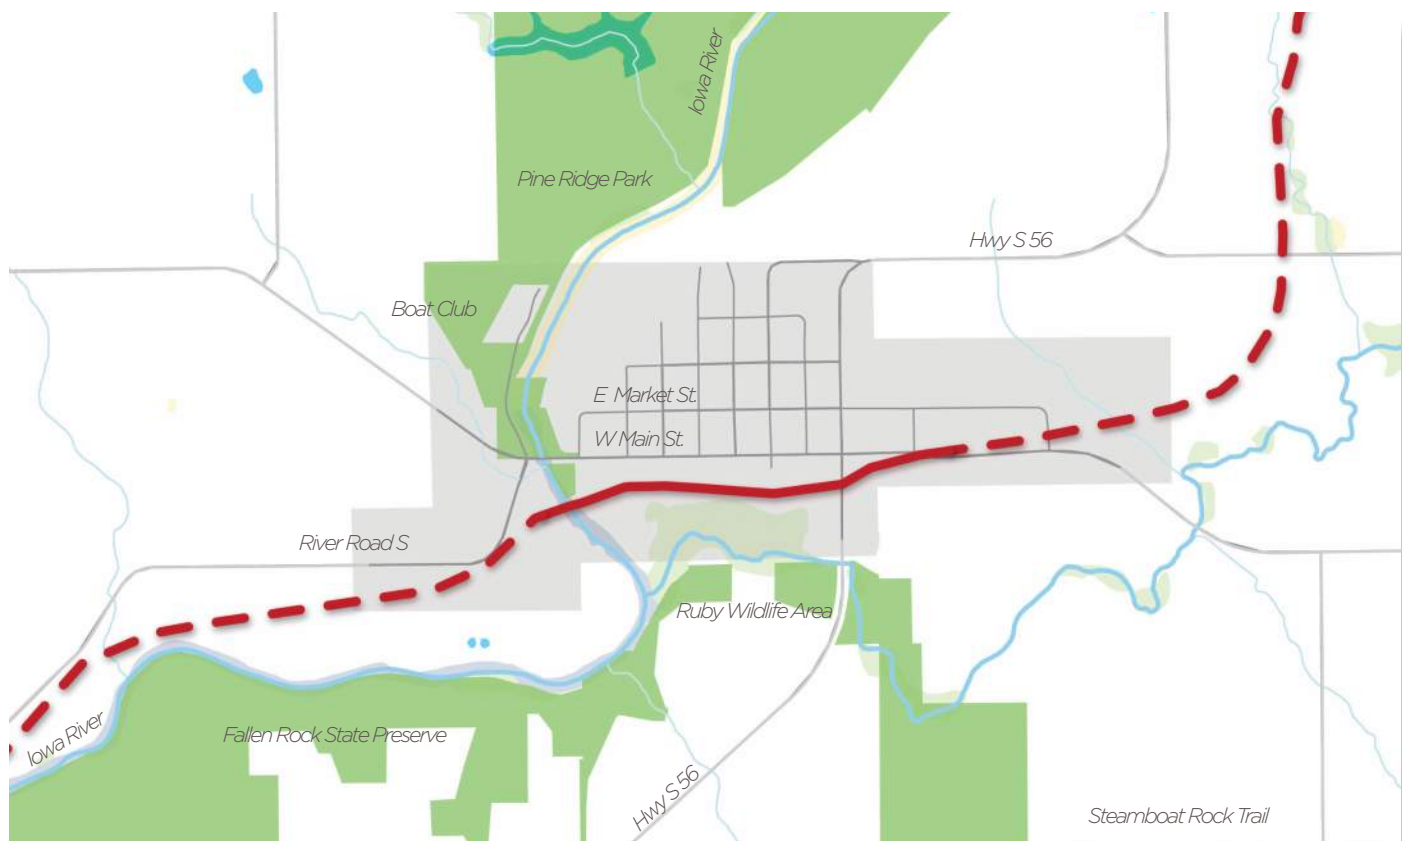 Iowa River
Pine Ridge Park
Hwy S 56
Boat Club
E Market St.
W Main St.
River Road S
Ruby Wildlife Area
Iowa River
Fallen Rock State Preserve
Hwy S 56
Steamboat Rock Trail